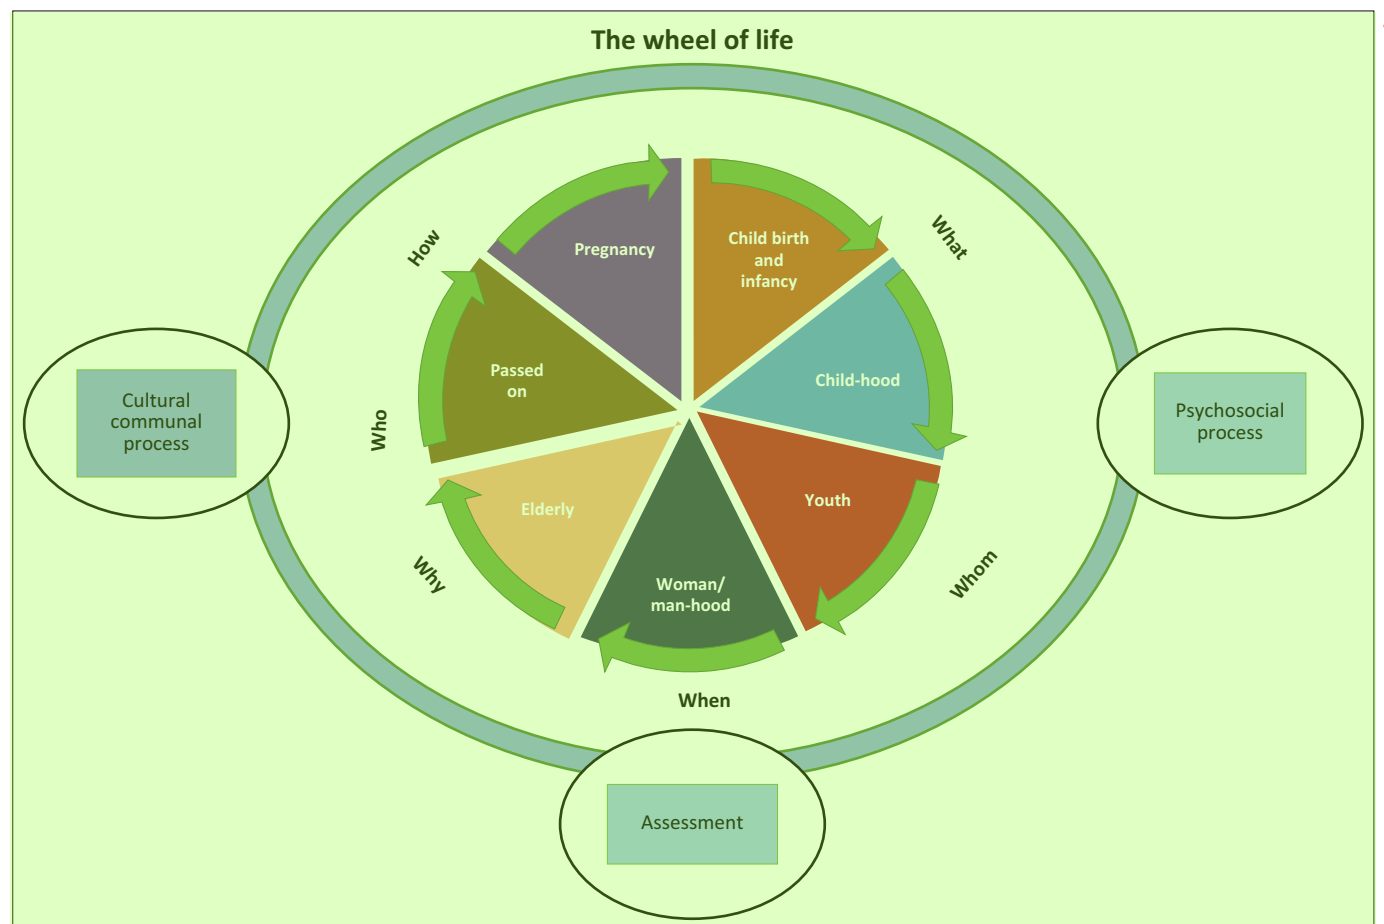 The wheel of life
How
What
Pregnancy
Child birth
and
infancy
Passed
on
Child-hood
Cultural
communal
process
Psychosocial
process
Who
Elderly
Youth
Why
Whom
Woman/
man-hood
When
Assessment